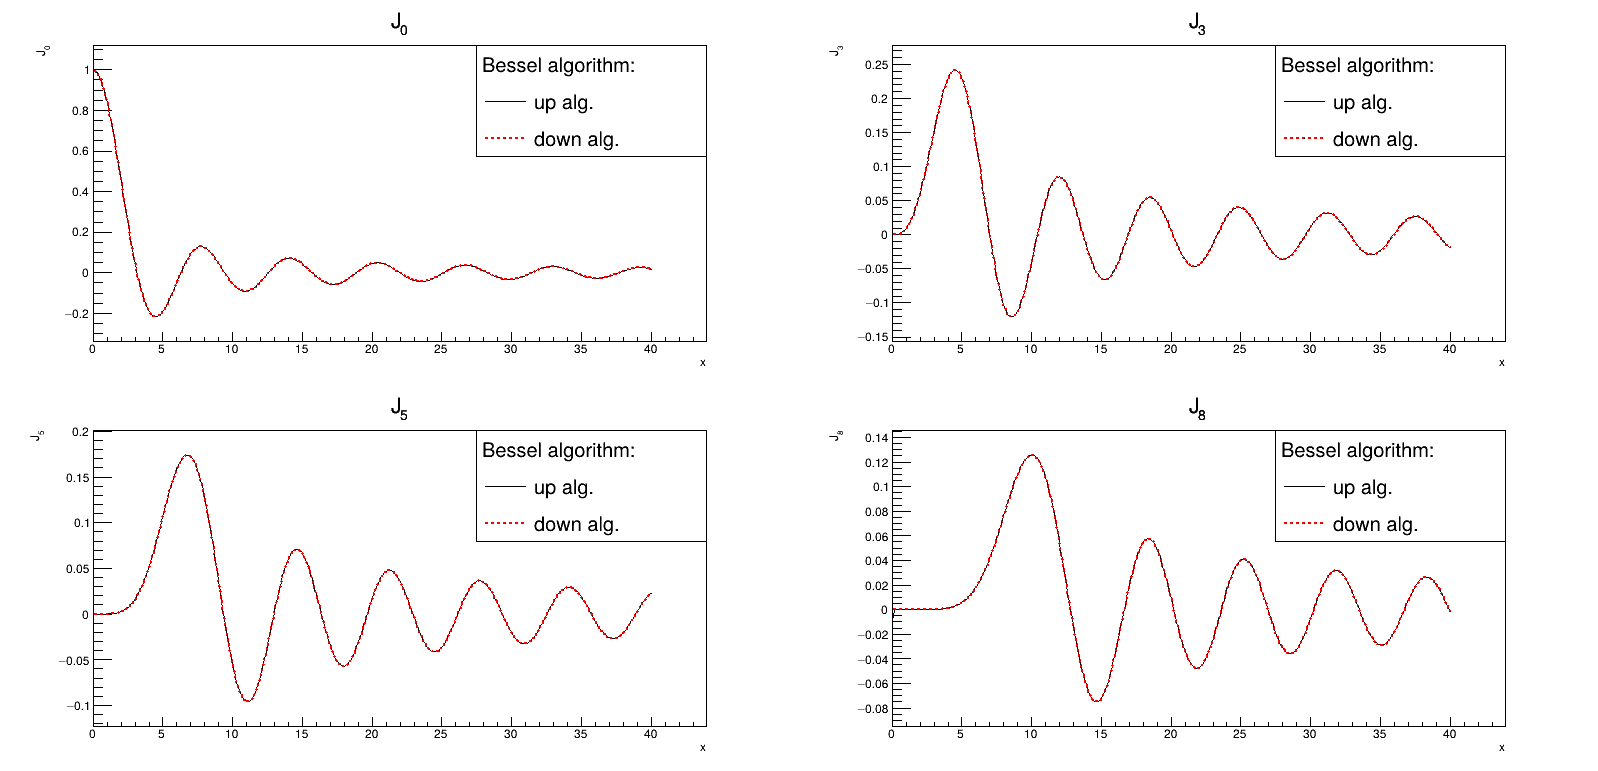 J₀
J₀
Bessel algorithm:
up alg.
down alg.
1
0.8
0.6
0.4
0.2
0
−0.2
0 5 10 15 20 25 30 35 40
x
J₃
J₃
Bessel algorithm:
up alg.
down alg.
0.25
0.2
0.15
0.1
0.05
0
−0.05
−0.1
−0.15
0 5 10 15 20 25 30 35 40
x
J₅
J₅
Bessel algorithm:
up alg.
down alg.
0.2
0.15
0.1
0.05
0
−0.05
−0.1
0 5 10 15 20 25 30 35 40
x
J₈
J₈
Bessel algorithm:
up alg.
down alg.
0.14
0.12
0.1
0.08
0.06
0.04
0.02
0
−0.02
−0.04
−0.06
−0.08
0 5 10 15 20 25 30 35 40
x